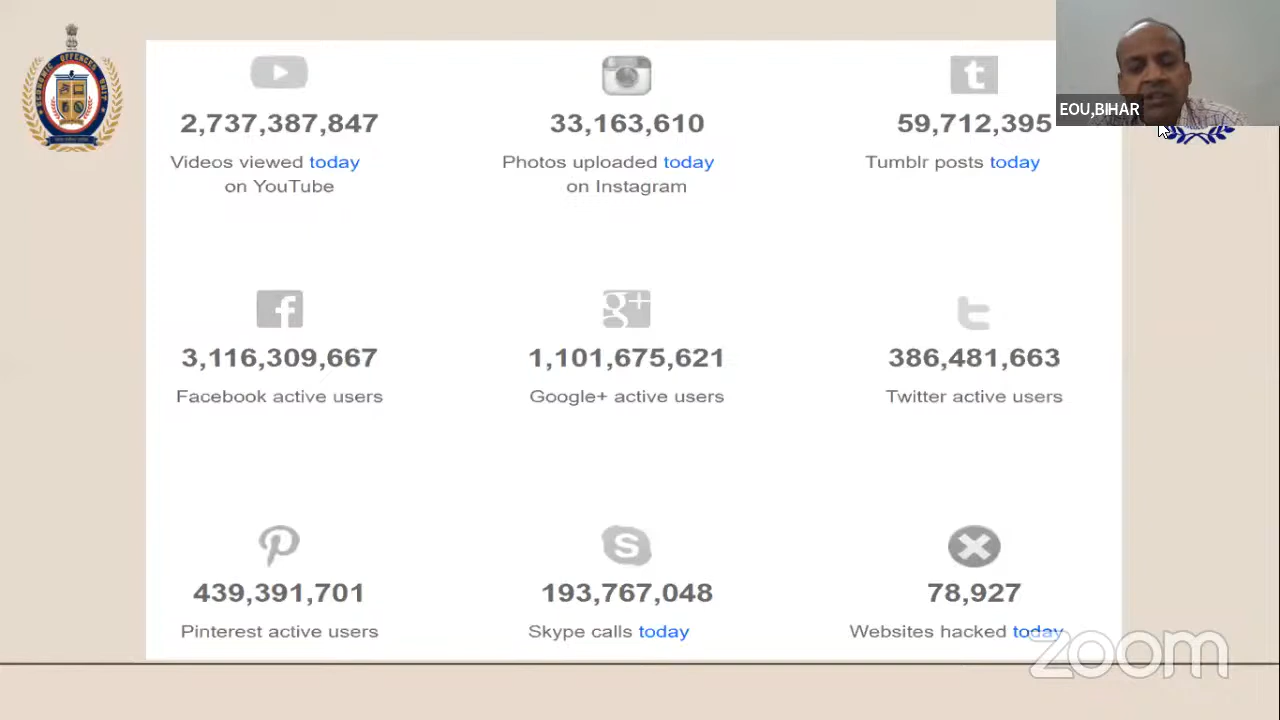 2,737,387,847
Videos viewed today
on YouTube
33,163,610
Photos uploaded today
on Instagram
59,712,395
Tumblr posts today
EOU,BIHAR
ECONOMIC OFFENCES UNIT
3,116,309,667
Facebook active users
1,101,675,621
Google+ active users
386,481,663
Twitter active users
439,391,701
Pinterest active users
193,767,048
Skype calls today
78,927
Websites hacked today
zoom